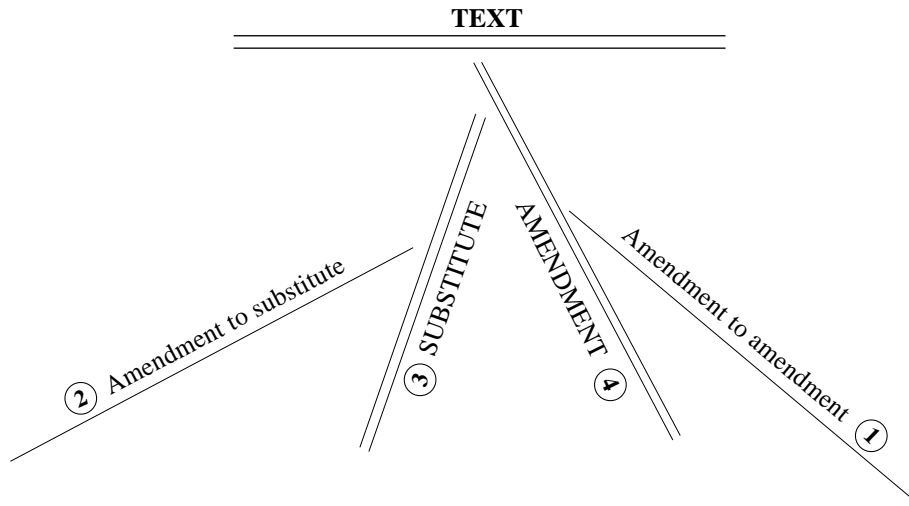 TEXT
② Amendment to substitute
③ SUBSTITUTE
AMENDMENT ④
Amendment to amendment ①